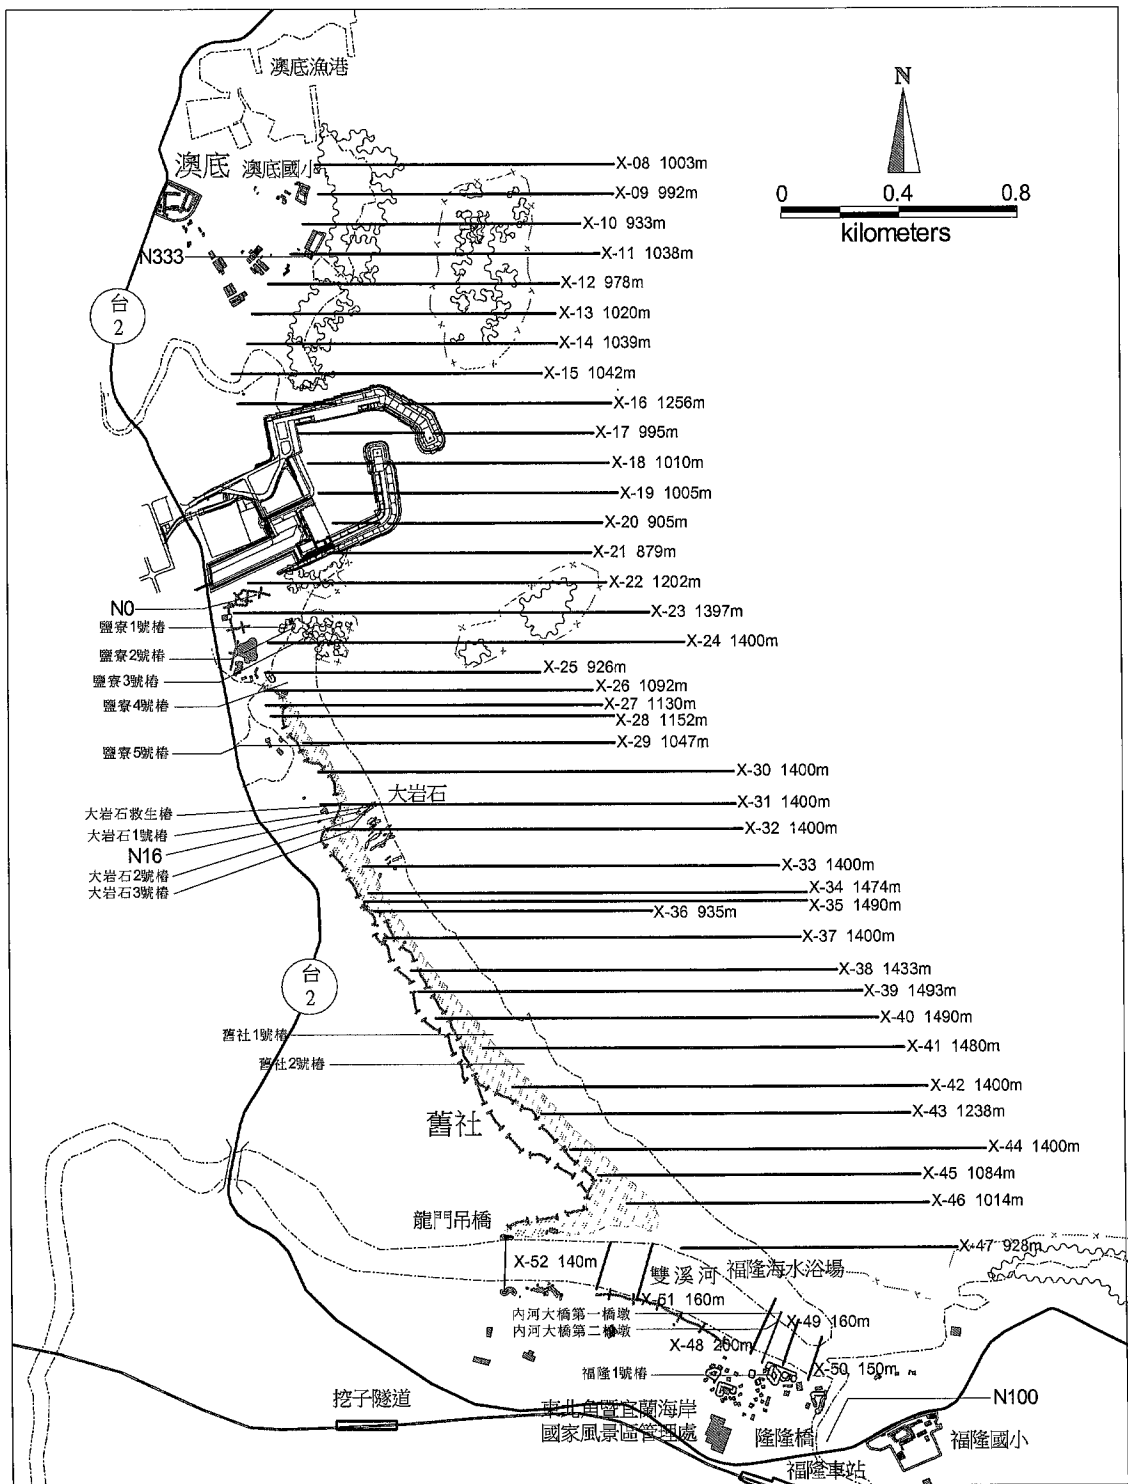 澳底漁港
N
澳底 澳底國小
X-08 1003m
X-09 992m
0 0.4 0.8
kilometers
X-10 933m
N333
X-11 1038m
X-12 978m
台
2
X-13 1020m
X-14 1039m
X-15 1042m
X-16 1256m
X-17 995m
X-18 1010m
X-19 1005m
X-20 905m
X-21 879m
X-22 1202m
N0
X-23 1397m
鹽寮1號樁
X-24 1400m
鹽寮2號樁
X-25 926m
鹽寮3號樁
X-26 1092m
鹽寮4號樁
X-27 1130m
X-28 1152m
X-29 1047m
鹽寮5號樁
X-30 1400m
大岩石
X-31 1400m
大岩石救生樁
X-32 1400m
大岩石1號樁
N16
X-33 1400m
大岩石2號樁
大岩石3號樁
X-34 1474m
X-35 1490m
X-36 935m
X-37 1400m
X-38 1433m
台
2
X-39 1493m
X-40 1490m
舊社1號樁
X-41 1480m
舊社2號樁
X-42 1400m
X-43 1238m
舊社
X-44 1400m
X-45 1084m
X-46 1014m
龍門吊橋
X-47 928m
X-52 140m
雙溪河
福隆海水浴場
X-51 160m
內河大橋第一橋墩
X-49 160m
內河大橋第二橋墩
X-48 200m
福隆1號樁
X-50 150m
挖子隧道
N100
東北角暨宜蘭海岸
國家風景區管理處
隆隆橋
福隆國小
福隆車站